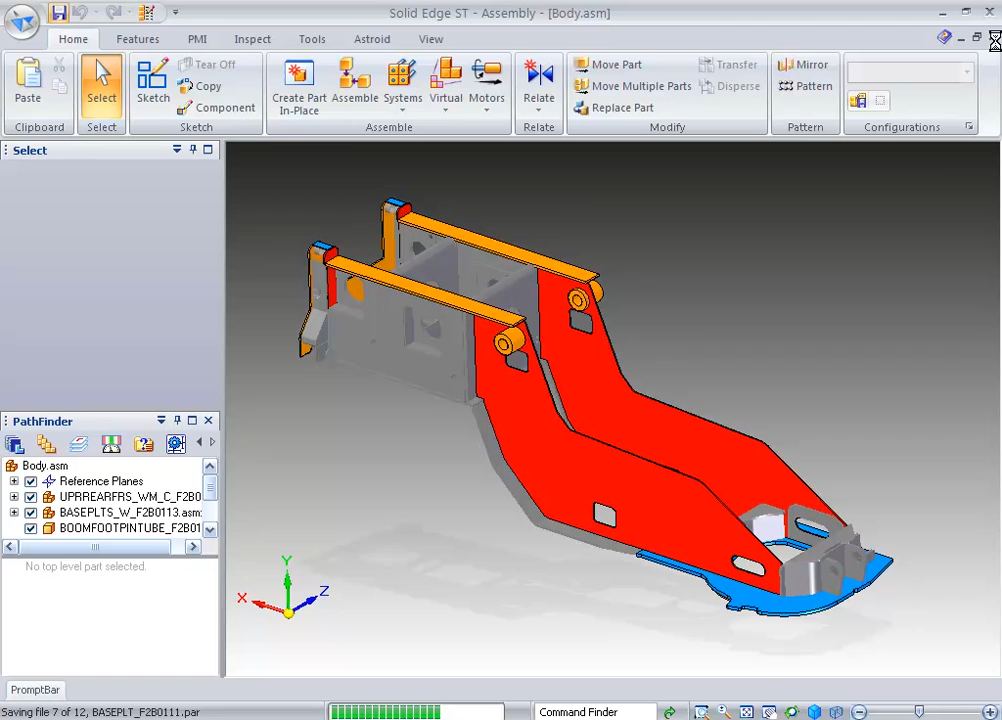 Solid Edge ST - Assembly - [Body.asm]
Home Features PMI Inspect Tools Astroid View
Paste
Clipboard
Select
Select
Sketch
Tear Off
Copy
Component
Sketch
Create Part
In-Place
Assemble
Systems
Virtual
Motors
Assemble
Relate
Relate
Move Part
Move Multiple Parts
Replace Part
Transfer
Disperse
Modify
Mirror
Pattern
Pattern
Configurations
Select
PathFinder
Body.asm
Reference Planes
UPRREARFRS_WM_C_F2B0
BASEPLTS_W_F2B0113.asm:
BOOMFOOTPINTUBE_F2B01
No top level part selected.
Y
X
Z
PromptBar
Saving file 7 of 12, BASEPLT_F2B0111.par
Command Finder